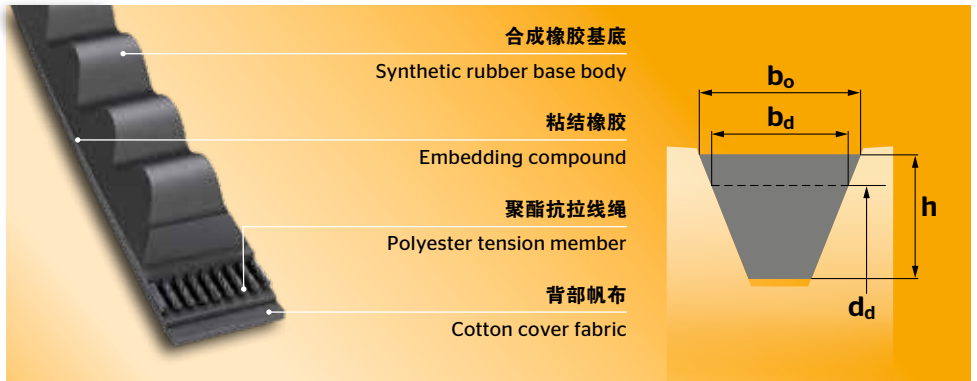 合成橡胶基底
Synthetic rubber base body
粘结橡胶
Embedding compound
聚酯抗拉线绳
Polyester tension member
背部帆布
Cotton cover fabric
bo
bd
h
dd